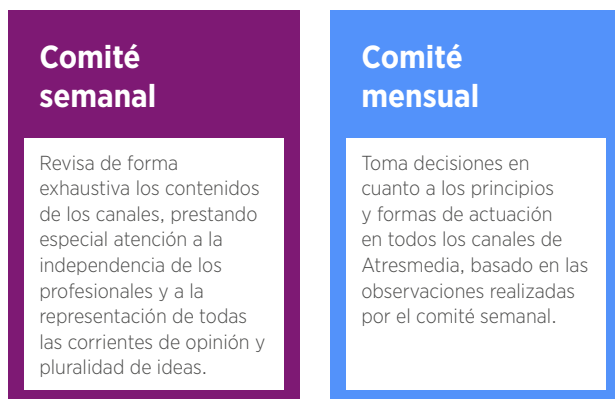 Comité
semanal
Revisa de forma
exhaustiva los contenidos
de los canales, prestando
especial atención a la
independencia de los
profesionales y a la
representación de todas
las corrientes de opinión y
pluralidad de ideas.
Comité
mensual
Toma decisiones en
cuanto a los principios
y formas de actuación
en todos los canales de
Atresmedia, basado en las
observaciones realizadas
por el comité semanal.